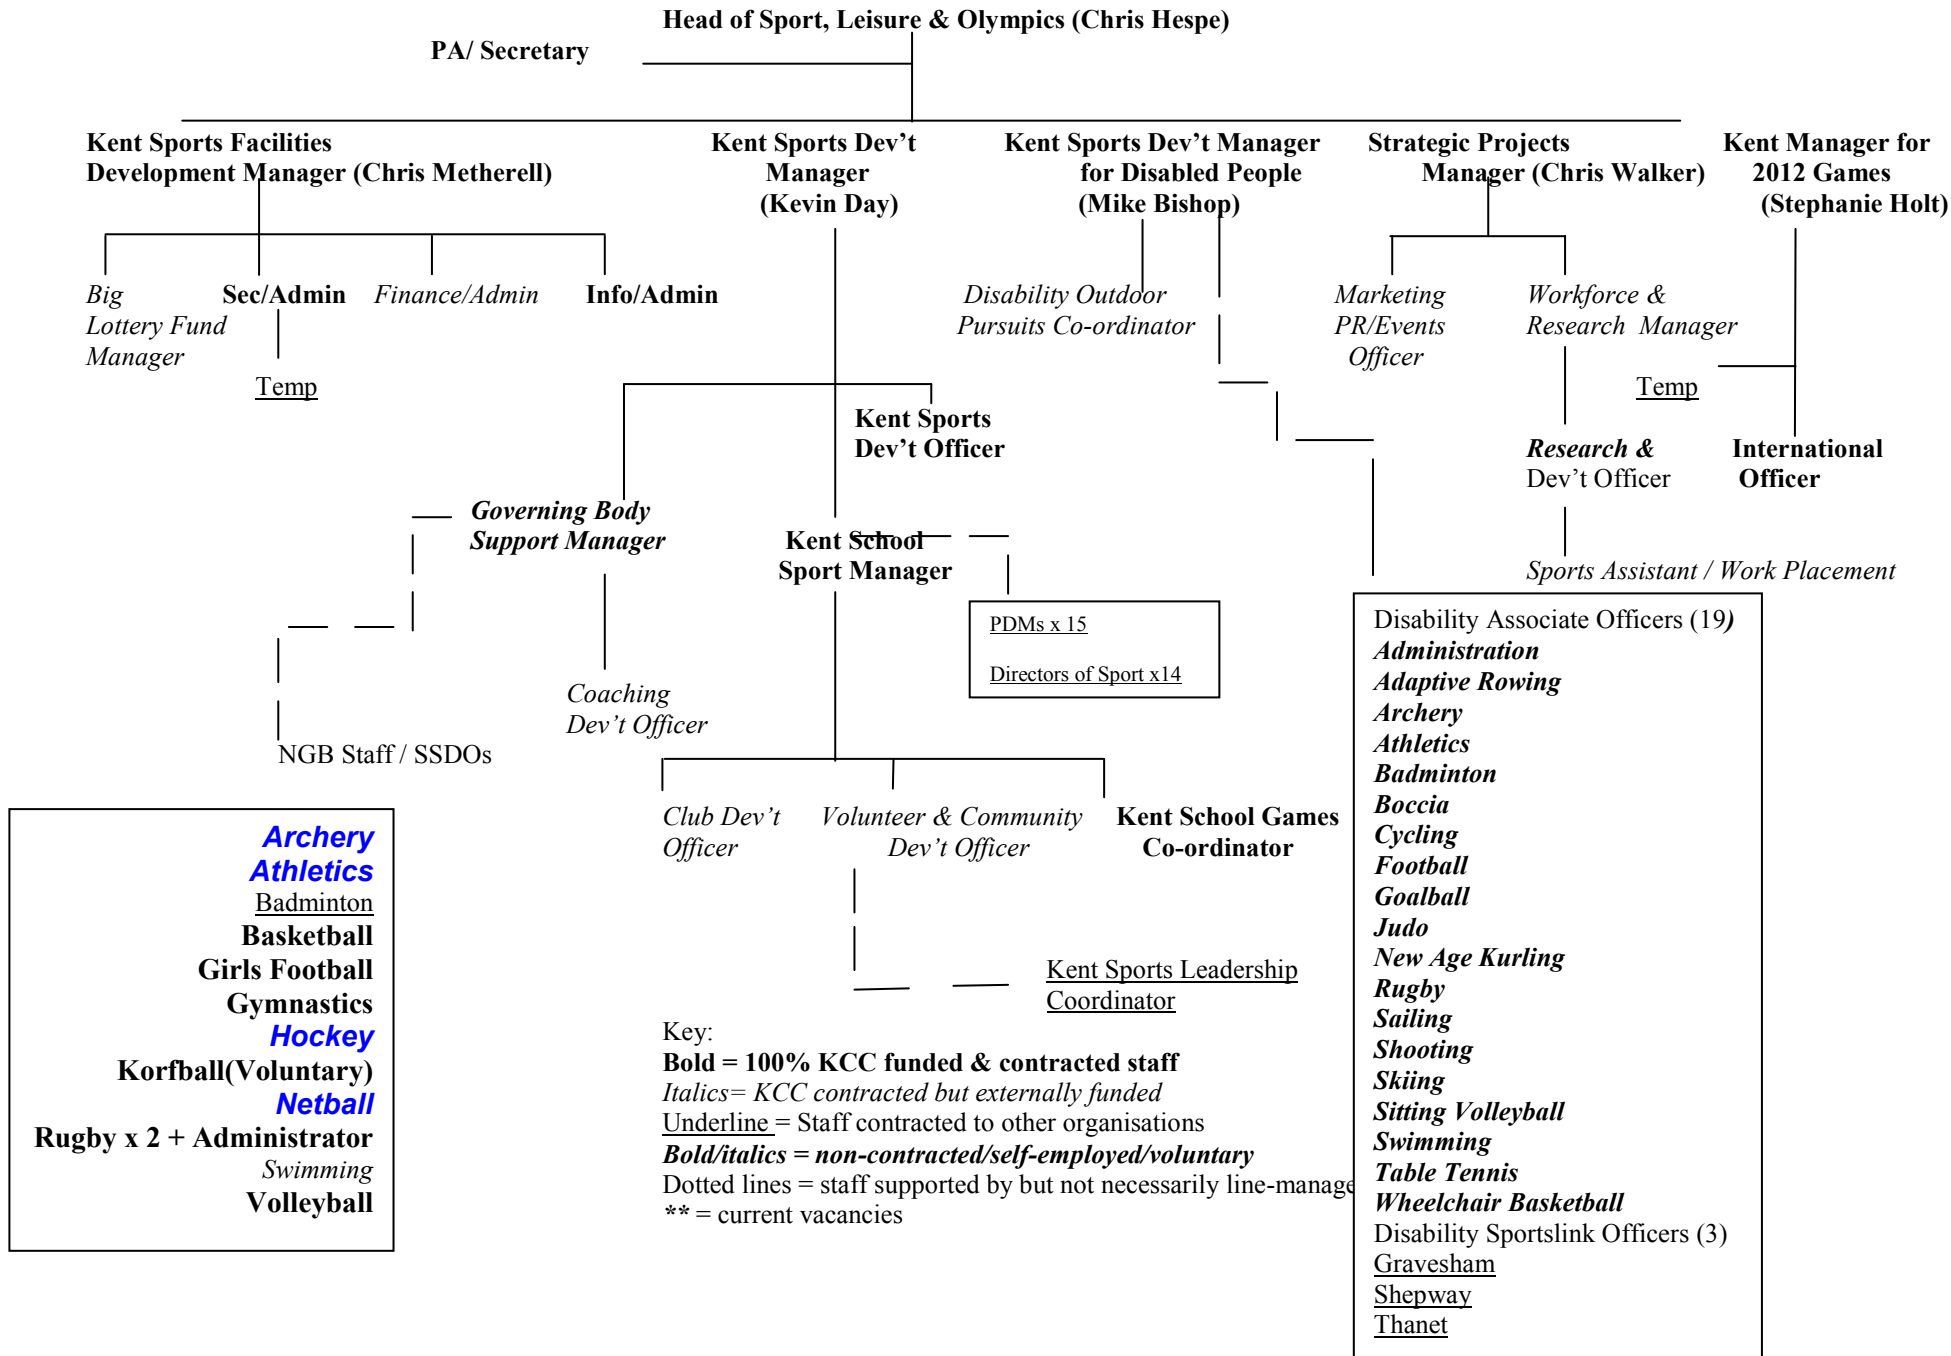 Head of Sport, Leisure & Olympics (Chris Hespe)
PA/ Secretary
Kent Sports Facilities
Development Manager (Chris Metherell)
Kent Sports Dev't
Manager
(Kevin Day)
Kent Sports Dev't Manager
for Disabled People
(Mike Bishop)
Strategic Projects
Manager (Chris Walker)
Kent Manager for
2012 Games
(Stephanie Holt)
Big
Lottery Fund
Manager
Sec/Admin
Temp
Finance/Admin
Info/Admin
Disability Outdoor
Pursuits Co-ordinator
Marketing
PR/Events
Officer
Workforce &
Research Manager
Temp
Kent Sports
Dev't Officer
Research &
Dev't Officer
International
Officer
Governing Body
Support Manager
Kent School
Sport Manager
Sports Assistant / Work Placement
PDMs x 15
Directors of Sport x14
Coaching
Dev't Officer
NGB Staff / SSDOs
Club Dev't
Officer
Volunteer & Community
Dev't Officer
Kent School Games
Co-ordinator
Kent Sports Leadership
Coordinator
Archery
Athletics
Badminton
Basketball
Girls Football
Gymnastics
Hockey
Korfball(Voluntary)
Netball
Rugby x 2 + Administrator
Swimming
Volleyball
Key:
Bold = 100% KCC funded & contracted staff
Italics= KCC contracted but externally funded
Underline = Staff contracted to other organisations
Bold/italics = non-contracted/self-employed/voluntary
Dotted lines = staff supported by but not necessarily line-manage
** = current vacancies
Disability Associate Officers (19)
Administration
Adaptive Rowing
Archery
Athletics
Badminton
Boccia
Cycling
Football
Goalball
Judo
New Age Kurling
Rugby
Sailing
Shooting
Skiing
Sitting Volleyball
Swimming
Table Tennis
Wheelchair Basketball
Disability Sportslink Officers (3)
Gravesham
Shepway
Thanet